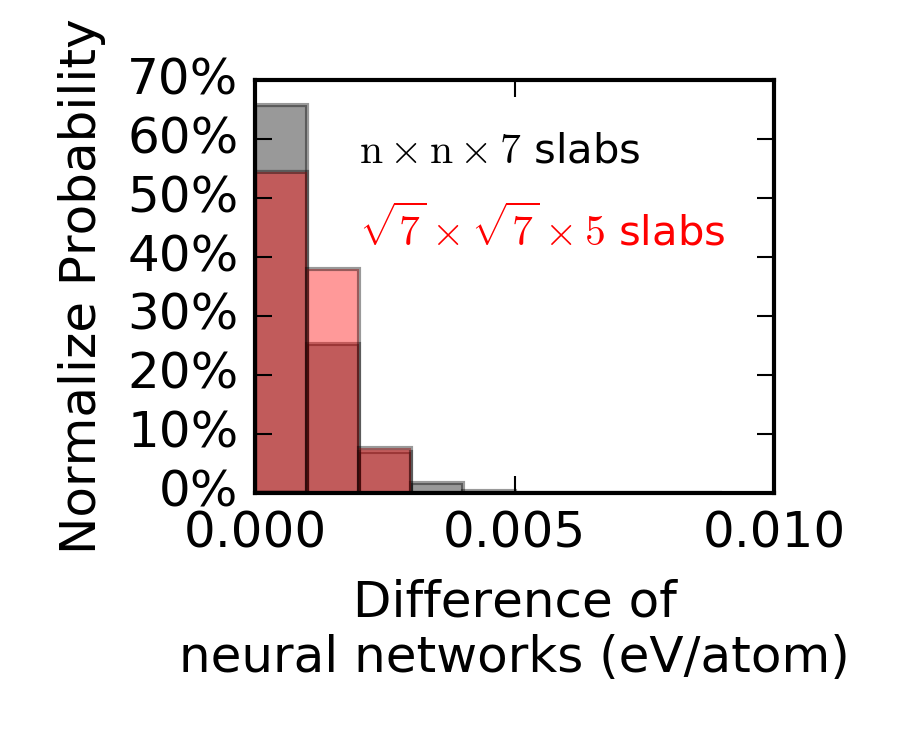 Normalize Probability
70%
60%
50%
40%
30%
20%
10%
0%
n × n × 7 slabs
√7 × √7 × 5 slabs
0.000 0.005 0.010
Difference of
neural networks (eV/atom)